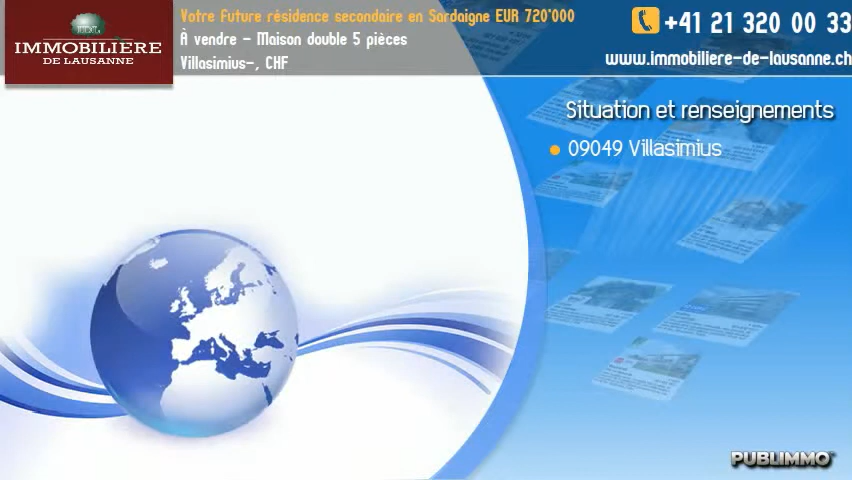 IMMOBILIÈRE
DE LAUSANNE
Votre Future résidence secondaire en Sardaigne EUR 720'000
À vendre - Maison double 5 pièces
Villasimius-, CHF
+41 21 320 00 33
www.immobiliere-de-lausanne.ch
Situation et renseignements
09049 Villasimius
PUBLIMMO